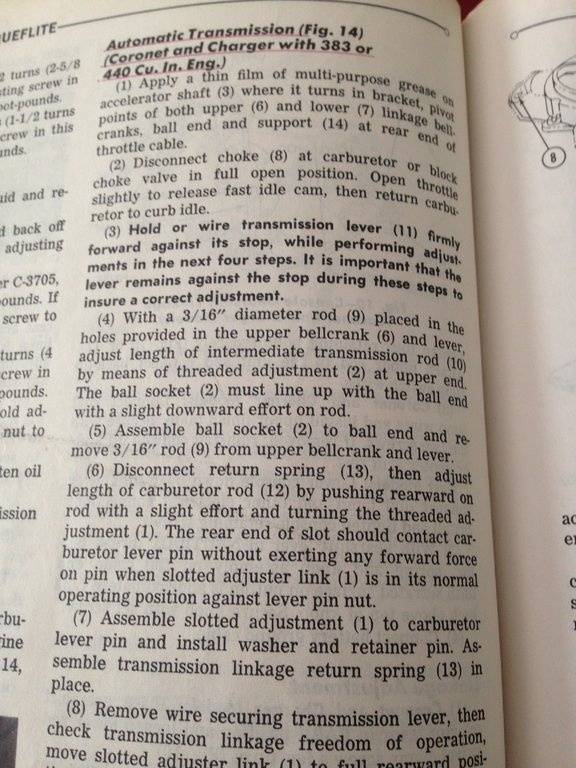 UEFLITE
2 turns (2-5/8
ting screw in
ot-pounds.
(1-1/2 turns
crew in this
nds.
uid and re-
d back off
adjusting
er C-3705,
ounds. If
screw to
turns (4
crew in
pounds.
old ad-
nut to
ten oil
ission
rbu-
rine
14,
Automatic Transmission (Fig. 14)
(Coronet and Charger with 383 or
440 Cu. In. Eng.)
(1) Apply a thin film of multi-purpose grease on
accelerator shaft (3) where it turns in bracket, pivot
points of both upper (6) and lower (7) linkage bell-
cranks, ball end and support (14) at rear end of
throttle cable.
(2) Disconnect choke (8) at carburetor or block
choke valve in full open position. Open throttle
slightly to release fast idle cam, then return carbu-
retor to curb idle.
(3) Hold or wire transmission lever (11) firmly
forward against its stop, while performing adjust-
ments in the next four steps. It is important that the
lever remains against the stop during these steps to
insure a correct adjustment.
(4) With a 3/16″ diameter rod (9) placed in the
holes provided in the upper bellcrank (6) and lever,
adjust length of intermediate transmission rod (10)
by means of threaded adjustment (2) at upper end.
The ball socket (2) must line up with the ball end
with a slight downward effort on rod.
(5) Assemble ball socket (2) to ball end and re-
move 3/16″ rod (9) from upper bellcrank and lever.
(6) Disconnect return spring (13), then adjust
length of carburetor rod (12) by pushing rearward on
rod with a slight effort and turning the threaded ad-
justment (1). The rear end of slot should contact car-
buretor lever pin without exerting any forward force
on pin when slotted adjuster link (1) is in its normal
operating position against lever pin nut.
(7) Assemble slotted adjustment (1) to carburetor
lever pin and install washer and retainer pin. As-
semble transmission linkage return spring (13) in
place.
(8) Remove wire securing transmission lever, then
check transmission linkage freedom of operation,
move slotted adjuster link (1) to full rearward posi-
8